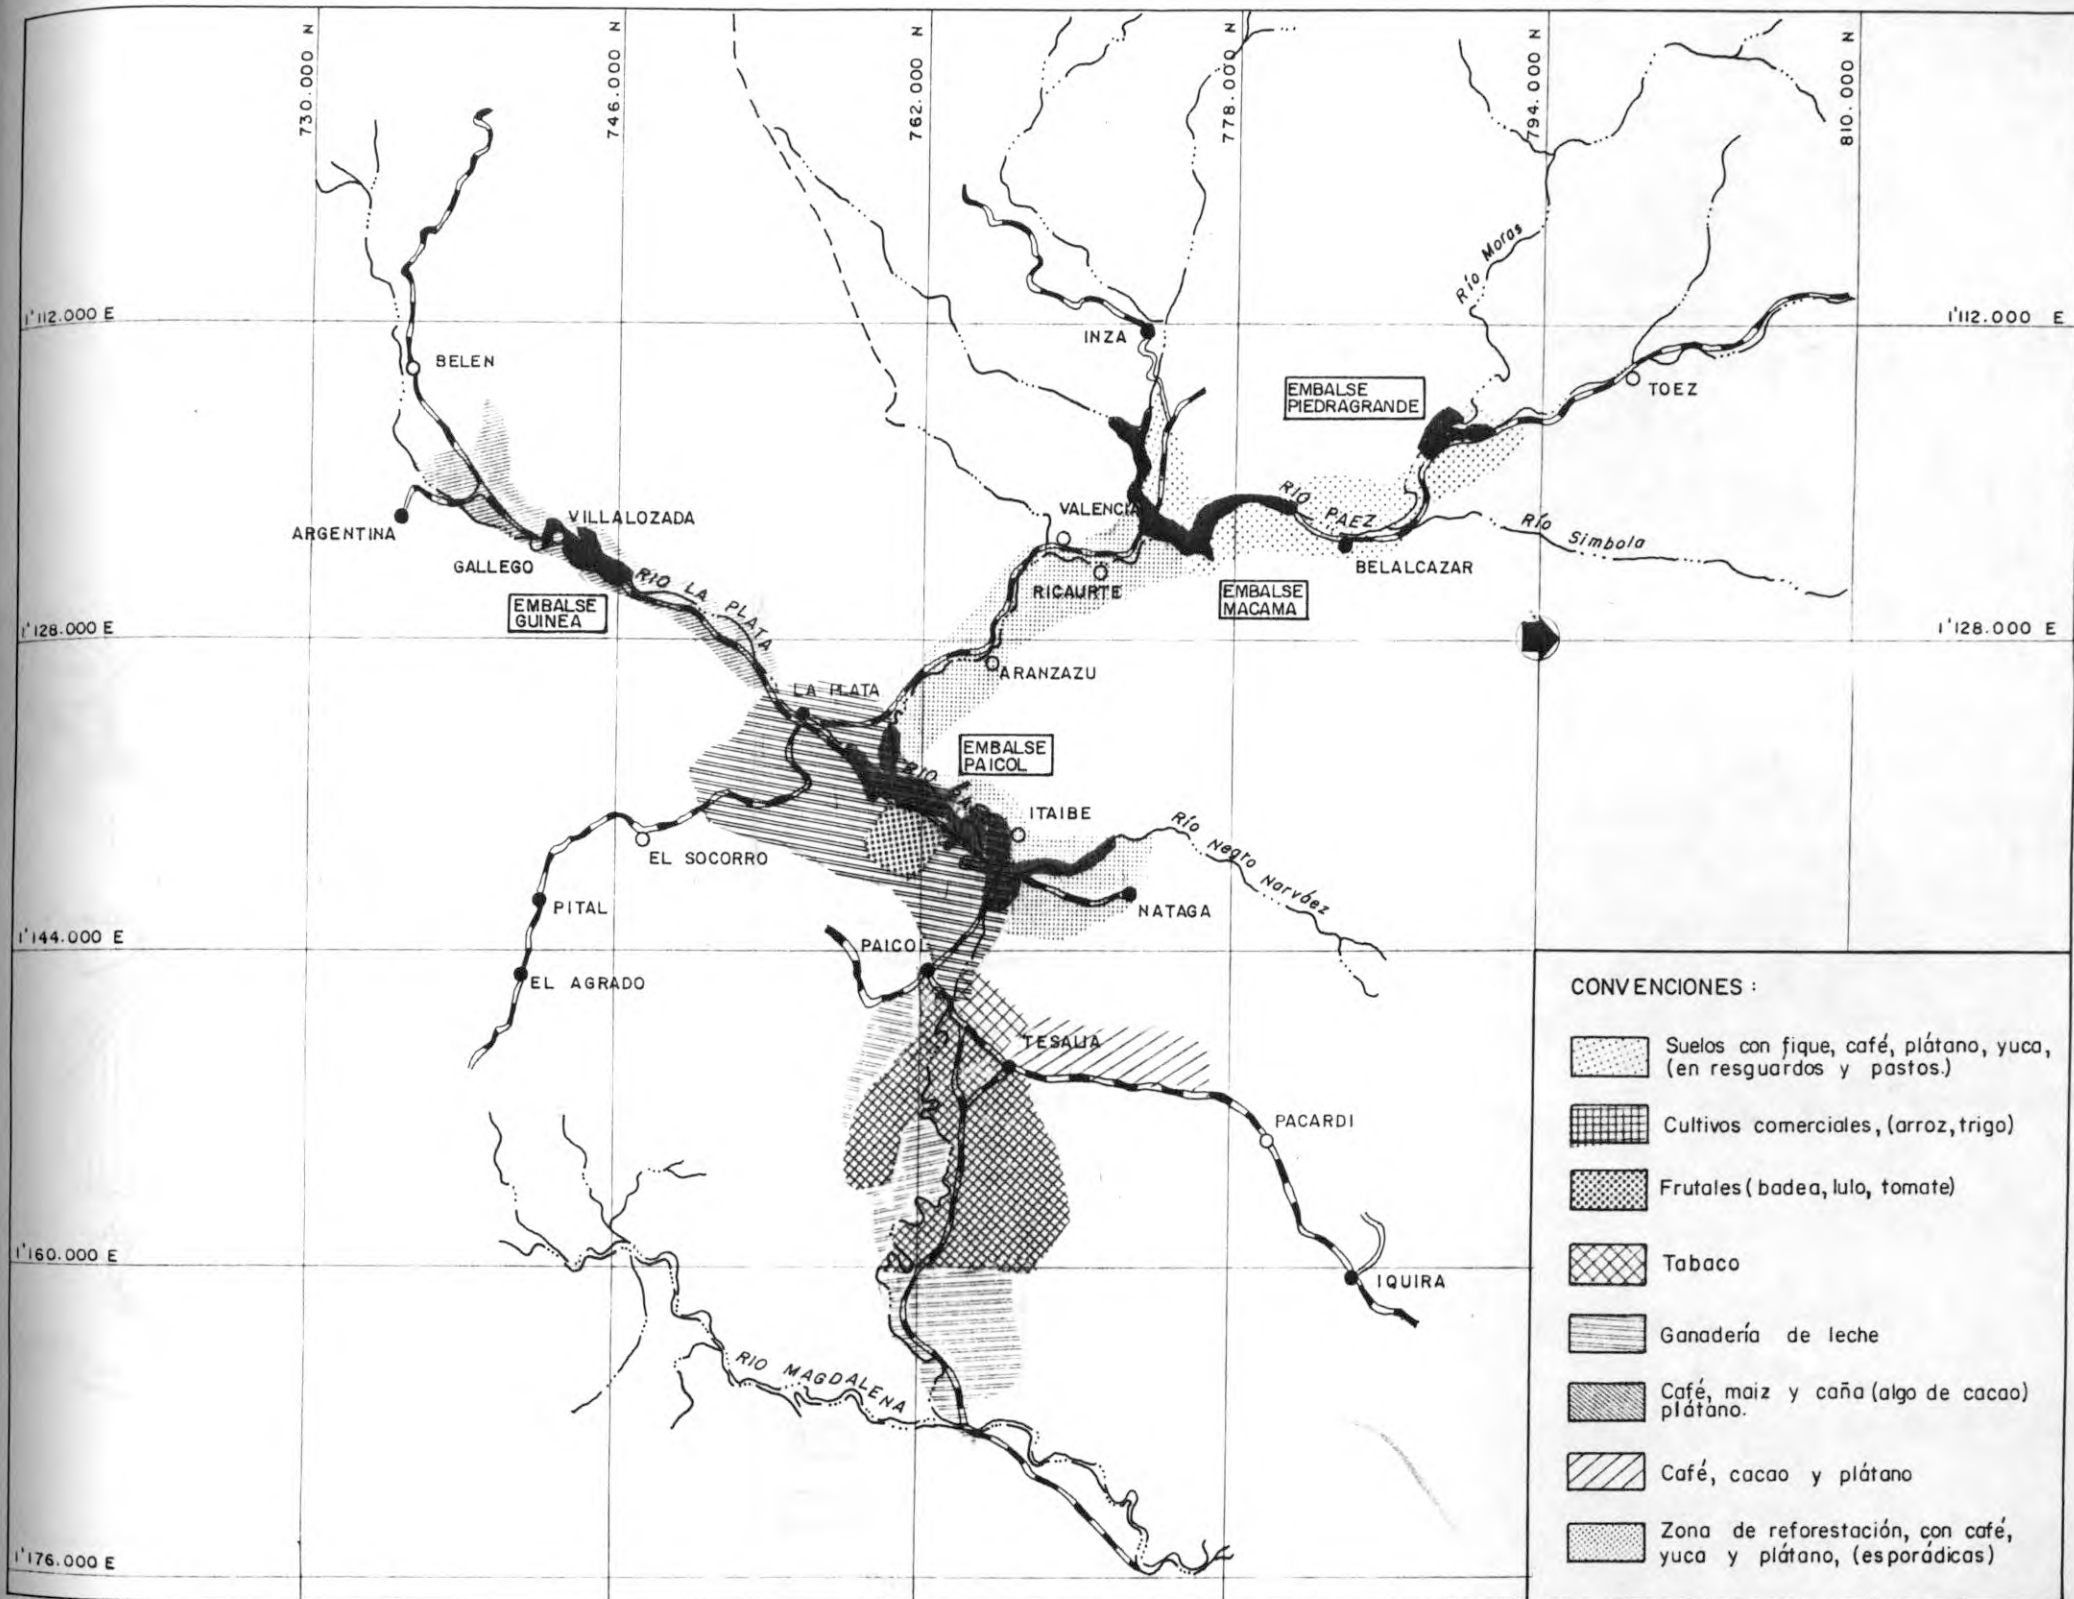 730.000 N
746.000 N
762.000 N
778.000 N
794.000 N
810.000 N
Río Moras
1'112.000 E
1'112.000 E
INZA
BELEN
EMBALSE
PIEDRAGRANDE
TOEZ
ARGENTINA
VILLALOZADA
VALENCIA
RIO PAEZ
Río Simbola
GALLEGO
RIO LA PLATA
RICAURTE
BELALCAZAR
EMBALSE
GUINEA
EMBALSE
MACAMA
1'128.000 E
1'128.000 E
ARANZAZU
LA PLATA
EMBALSE
PAICOL
RIO
ITAIBE
Río Negro Narváez
EL SOCORRO
PITAL
NATAGA
1'144.000 E
PAICOL
EL AGRADO
TESALIA
PACARDI
1'160.000 E
IQUIRA
RIO MAGDALENA
1'176.000 E
CONVENCIONES :
Suelos con fique, café, plátano, yuca,
(en resguardos y pastos.)
Cultivos comerciales, (arroz, trigo)
Frutales ( badea, lulo, tomate)
Tabaco
Ganadería de leche
Café, maiz y caña (algo de cacao)
plátano.
Café, cacao y plátano
Zona de reforestación, con café,
yuca y plátano, (esporádicas)